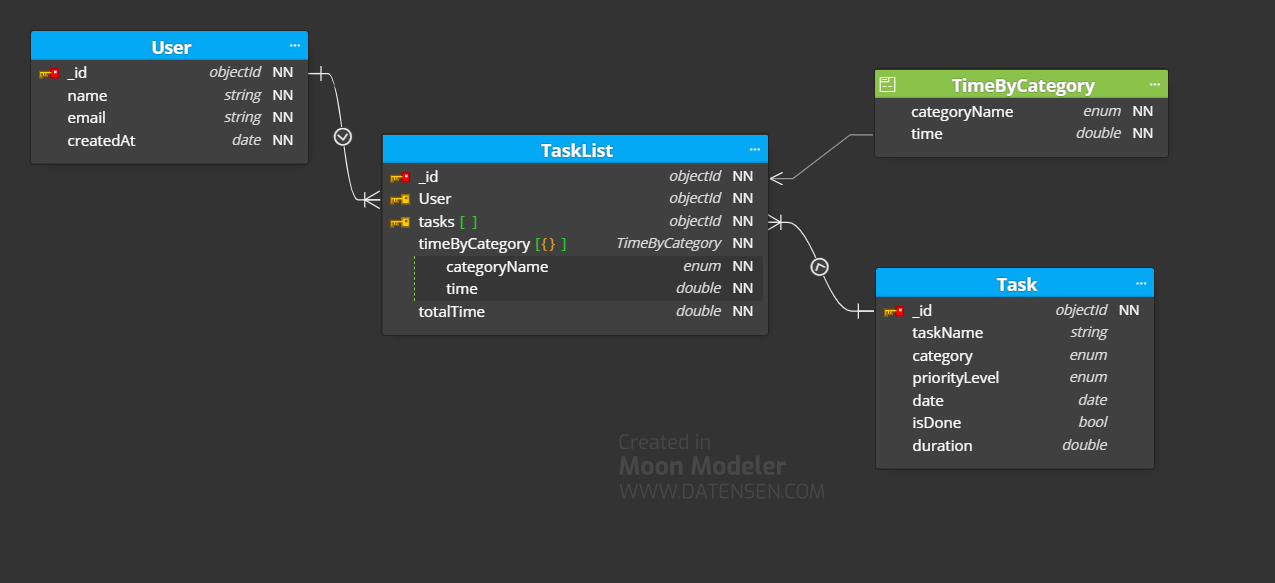 User ...
_id objectId NN
name string NN
email string NN
createdAt date NN
TaskList ...
_id objectId NN
User objectId NN
tasks [ ] objectId NN
timeByCategory [{} ] TimeByCategory NN
categoryName enum NN
time double NN
totalTime double NN
TimeByCategory ...
categoryName enum NN
time double NN
Task ...
_id objectId NN
taskName string
category enum
priorityLevel enum
date date
isDone bool
duration double
Created in
Moon Modeler
WWW.DATENSEN.COM